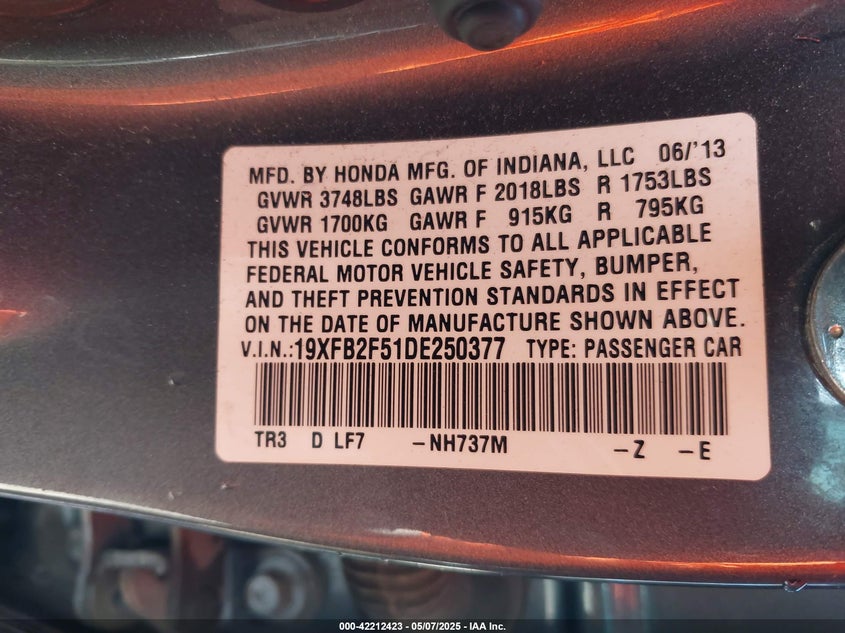 MFD. BY HONDA MFG. OF INDIANA, LLC 06/'13
GVWR 3748LBS GAWR F 2018LBS R 1753LBS
GVWR 1700KG GAWR F 915KG R 795KG
THIS VEHICLE CONFORMS TO ALL APPLICABLE
FEDERAL MOTOR VEHICLE SAFETY, BUMPER,
AND THEFT PREVENTION STANDARDS IN EFFECT
ON THE DATE OF MANUFACTURE SHOWN ABOVE.
V.I.N.:19XFB2F51DE250377 TYPE: PASSENGER CAR
TR3 D LF7 -NH737M -Z -E
000-42212423 - 05/07/2025 - IAA Inc.